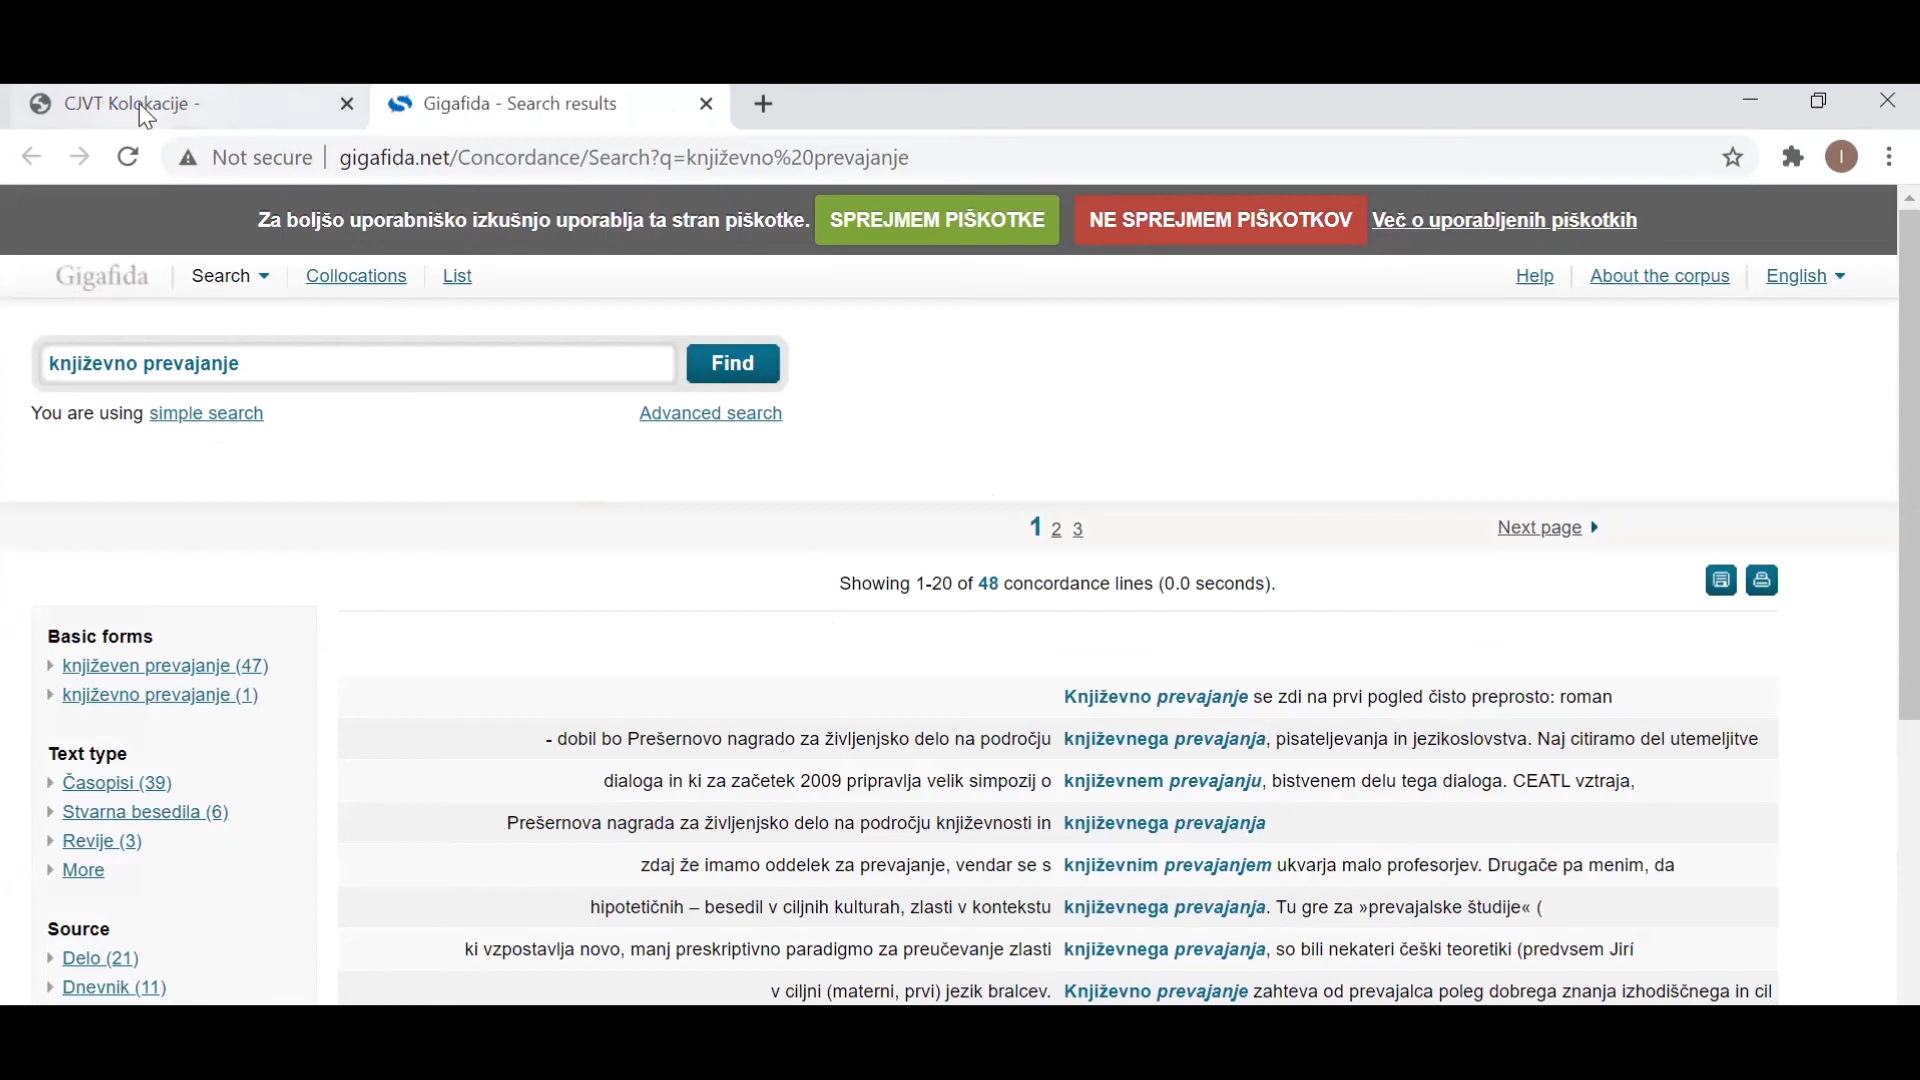 CJVT Kolokacije -
Gigafida - Search results
Not secure
gigafida.net/Concordance/Search?q=književno%20prevajanje
I
Za boljšo uporabniško izkušnjo uporablja ta stran piškotke. SPREJMEM PIŠKOTKE NE SPREJMEM PIŠKOTKOV Več o uporabljenih piškotkih
Gigafida Search Collocations List Help About the corpus English
književno prevajanje Find
You are using simple search Advanced search
1 2 3 Next page
Showing 1-20 of 48 concordance lines (0.0 seconds).
Basic forms
književen prevajanje (47)
književno prevajanje (1)
Text type
Časopisi (39)
Stvarna besedila (6)
Revije (3)
More
Source
Delo (21)
Dnevnik (11)
Književno prevajanje se zdi na prvi pogled čisto preprosto: roman
- dobil bo Prešernovo nagrado za življenjsko delo na področju književnega prevajanja, pisateljevanja in jezikoslovstva. Naj citiramo del utemeljitve
dialoga in ki za začetek 2009 pripravlja velik simpozij o književnem prevajanju, bistvenem delu tega dialoga. CEATL vztraja,
Prešernova nagrada za življenjsko delo na področju književnosti in književnega prevajanja
zdaj že imamo oddelek za prevajanje, vendar se s književnim prevajanjem ukvarja malo profesorjev. Drugače pa menim, da
hipotetičnih – besedil v ciljnih kulturah, zlasti v kontekstu književnega prevajanja. Tu gre za »prevajalske študije« (
ki vzpostavlja novo, manj preskriptivno paradigmo za preučevanje zlasti književnega prevajanja, so bili nekateri češki teoretiki (predvsem Jirí
v ciljni (materni, prvi) jezik bralcev. Književno prevajanje zahteva od prevajalca poleg dobrega znanja izhodiščnega in cil